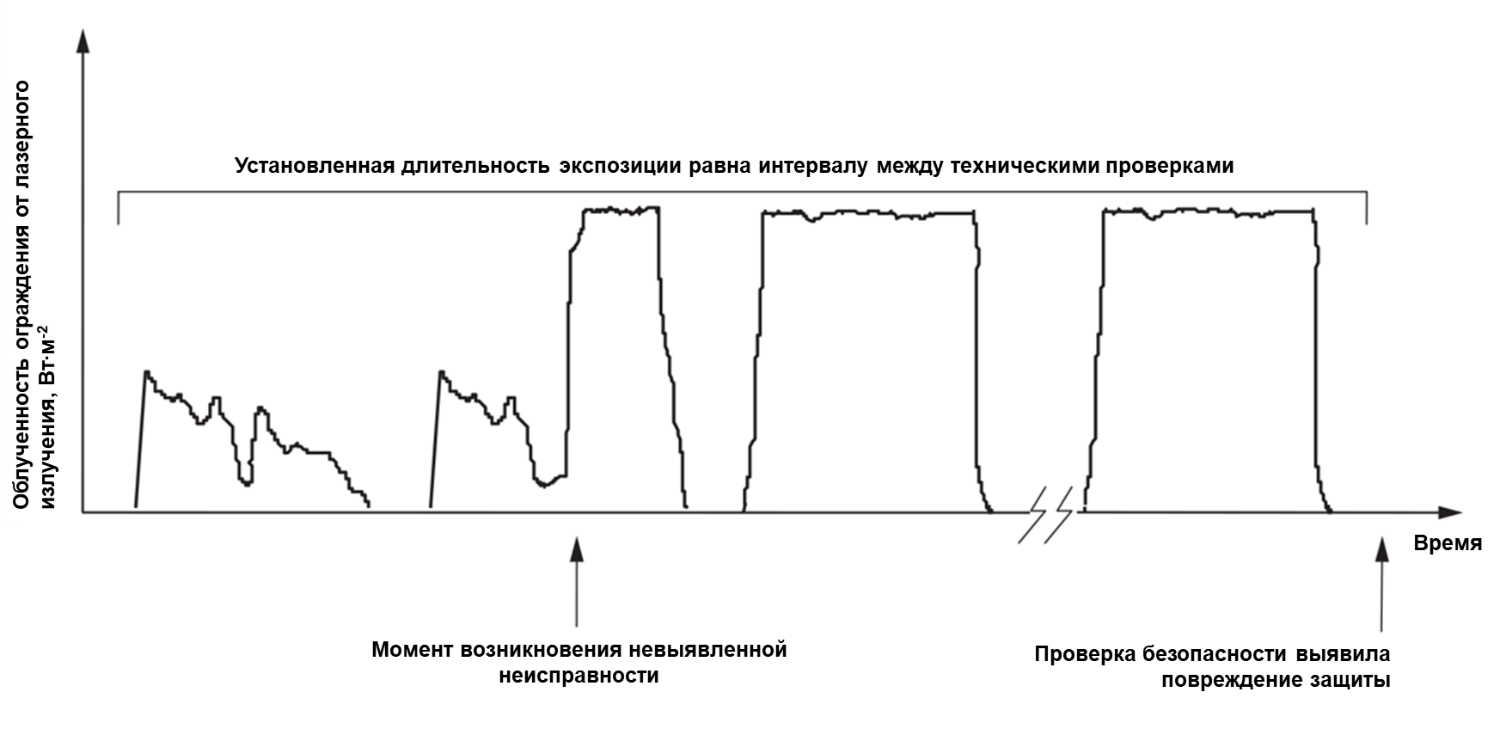 Облученность ограждения от лазерного
излучения, Вт·м-2
Установленная длительность экспозиции равна интервалу между техническими проверками
Время
Момент возникновения невыявленной
неисправности
Проверка безопасности выявила
повреждение защиты